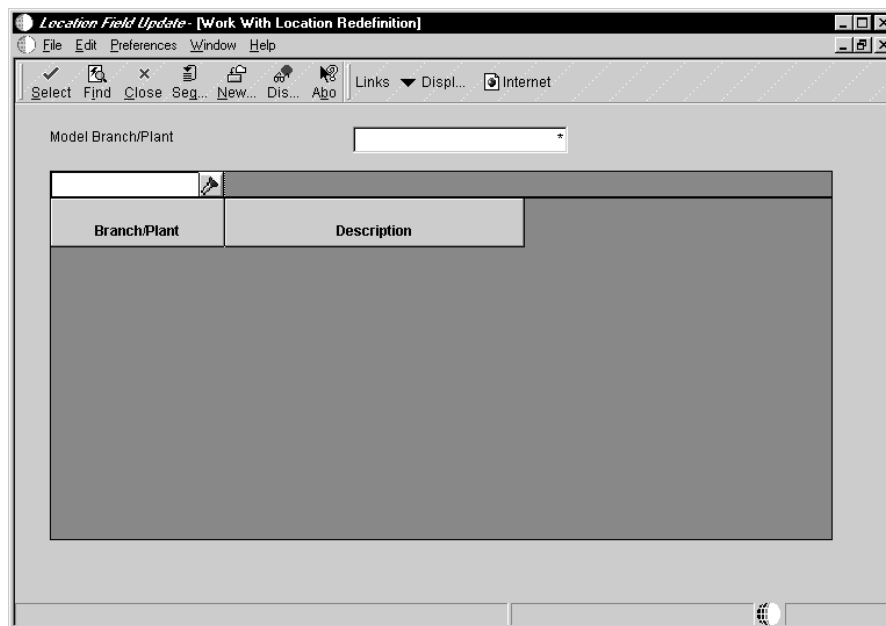 Location Field Update - [Work With Location Redefinition]
File Edit Preferences Window Help
Select Find Close Seq... New... Dis... Abo Links Displ... Internet
Model Branch/Plant *
Branch/Plant Description